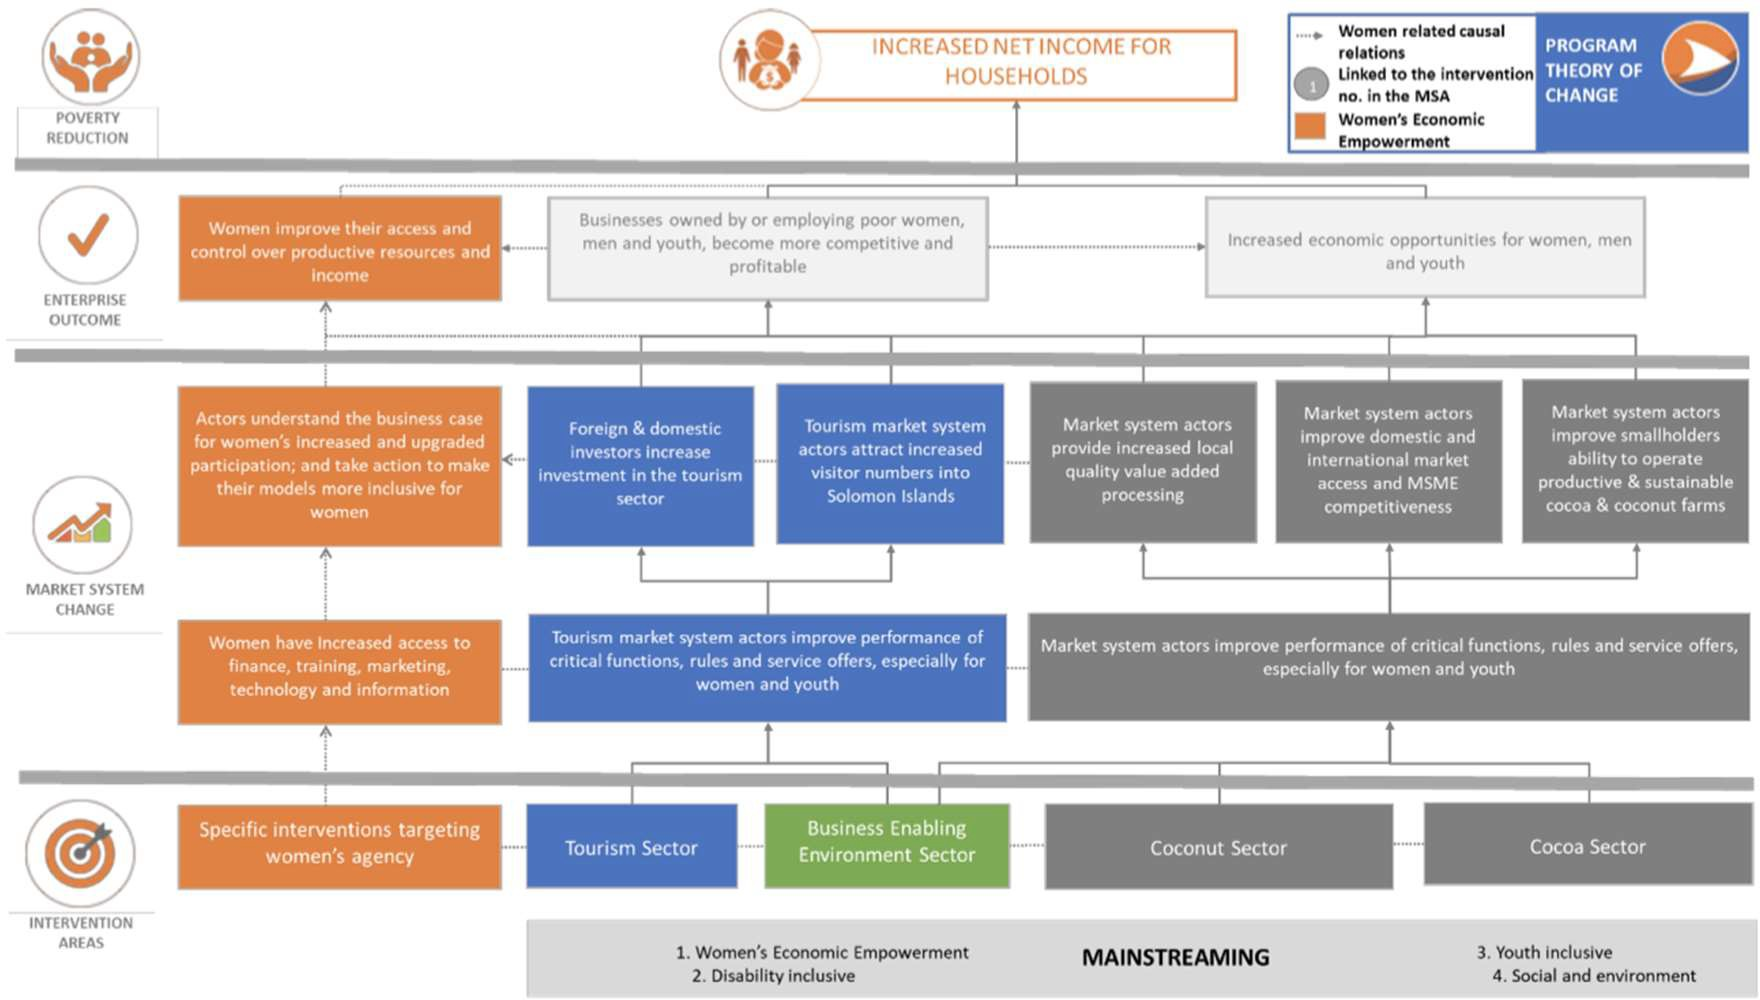 INCREASED NET INCOME FOR
HOUSEHOLDS
Women related causal
relations
1
Linked to the intervention
no. in the MSA
Women's Economic
Empowerment
PROGRAM
THEORY OF
CHANGE
POVERTY
REDUCTION
ENTERPRISE
OUTCOME
Women improve their access and
control over productive resources and
income
Businesses owned by or employing poor women,
men and youth, become more competitive and
profitable
Increased economic opportunities for women, men
and youth
MARKET SYSTEM
CHANGE
Actors understand the business case
for women's increased and upgraded
participation; and take action to make
their models more inclusive for
women
Foreign & domestic
investors increase
investment in the tourism
sector
Tourism market system
actors attract increased
visitor numbers into
Solomon Islands
Market system actors
provide increased local
quality value added
processing
Market system actors
improve domestic and
international market
access and MSME
competitiveness
Market system actors
improve smallholders
ability to operate
productive & sustainable
cocoa & coconut farms
Women have Increased access to
finance, training, marketing,
technology and information
Tourism market system actors improve performance of
critical functions, rules and service offers, especially for
women and youth
Market system actors improve performance of critical functions, rules and service offers,
especially for women and youth
INTERVENTION
AREAS
Specific interventions targeting
women's agency
Tourism Sector
Business Enabling
Environment Sector
Coconut Sector
Cocoa Sector
1. Women's Economic Empowerment
2. Disability inclusive
MAINSTREAMING
3. Youth inclusive
4. Social and environment